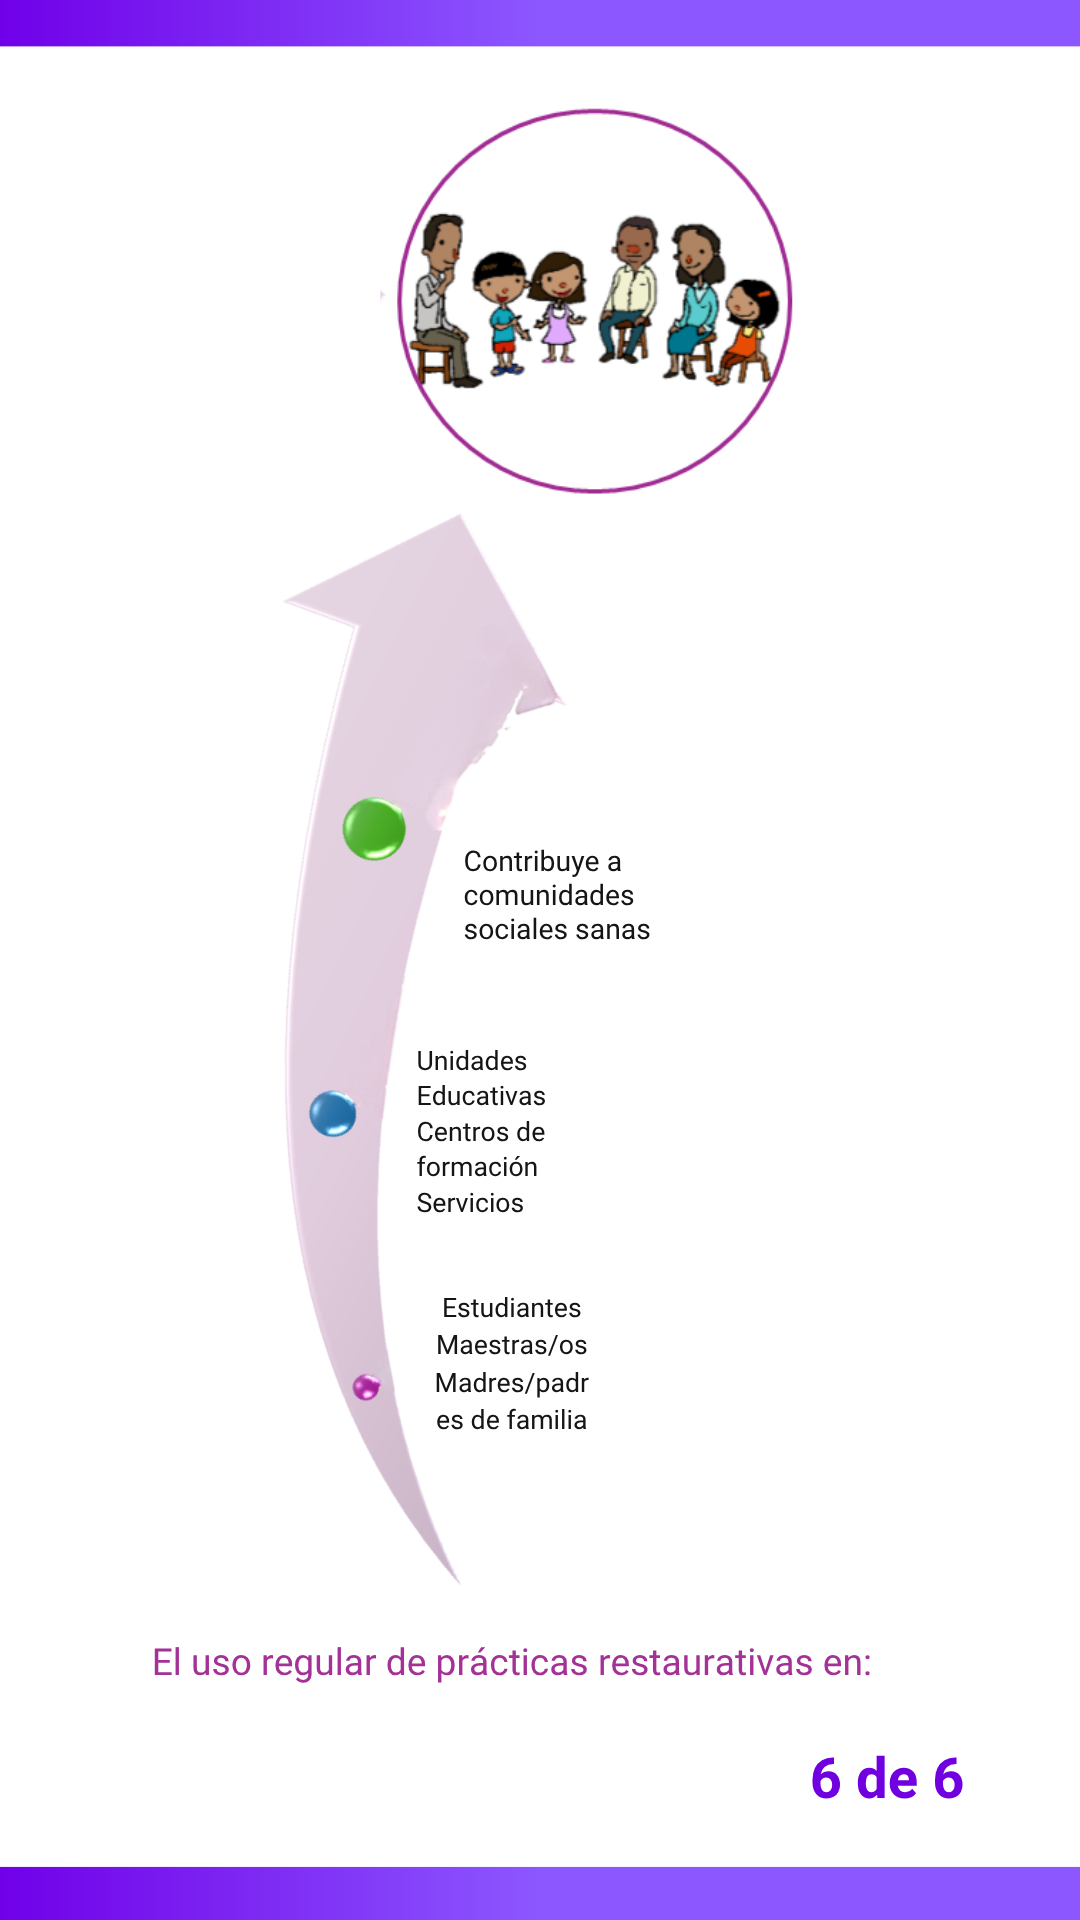 Contribuye a
comunidades
sociales sanas
Unidades
Educativas
Centros de
formación
Servicios
Estudiantes
Maestras/os
Madres/padr
es de familia
El uso regular de prácticas restaurativas en:
6 de 6